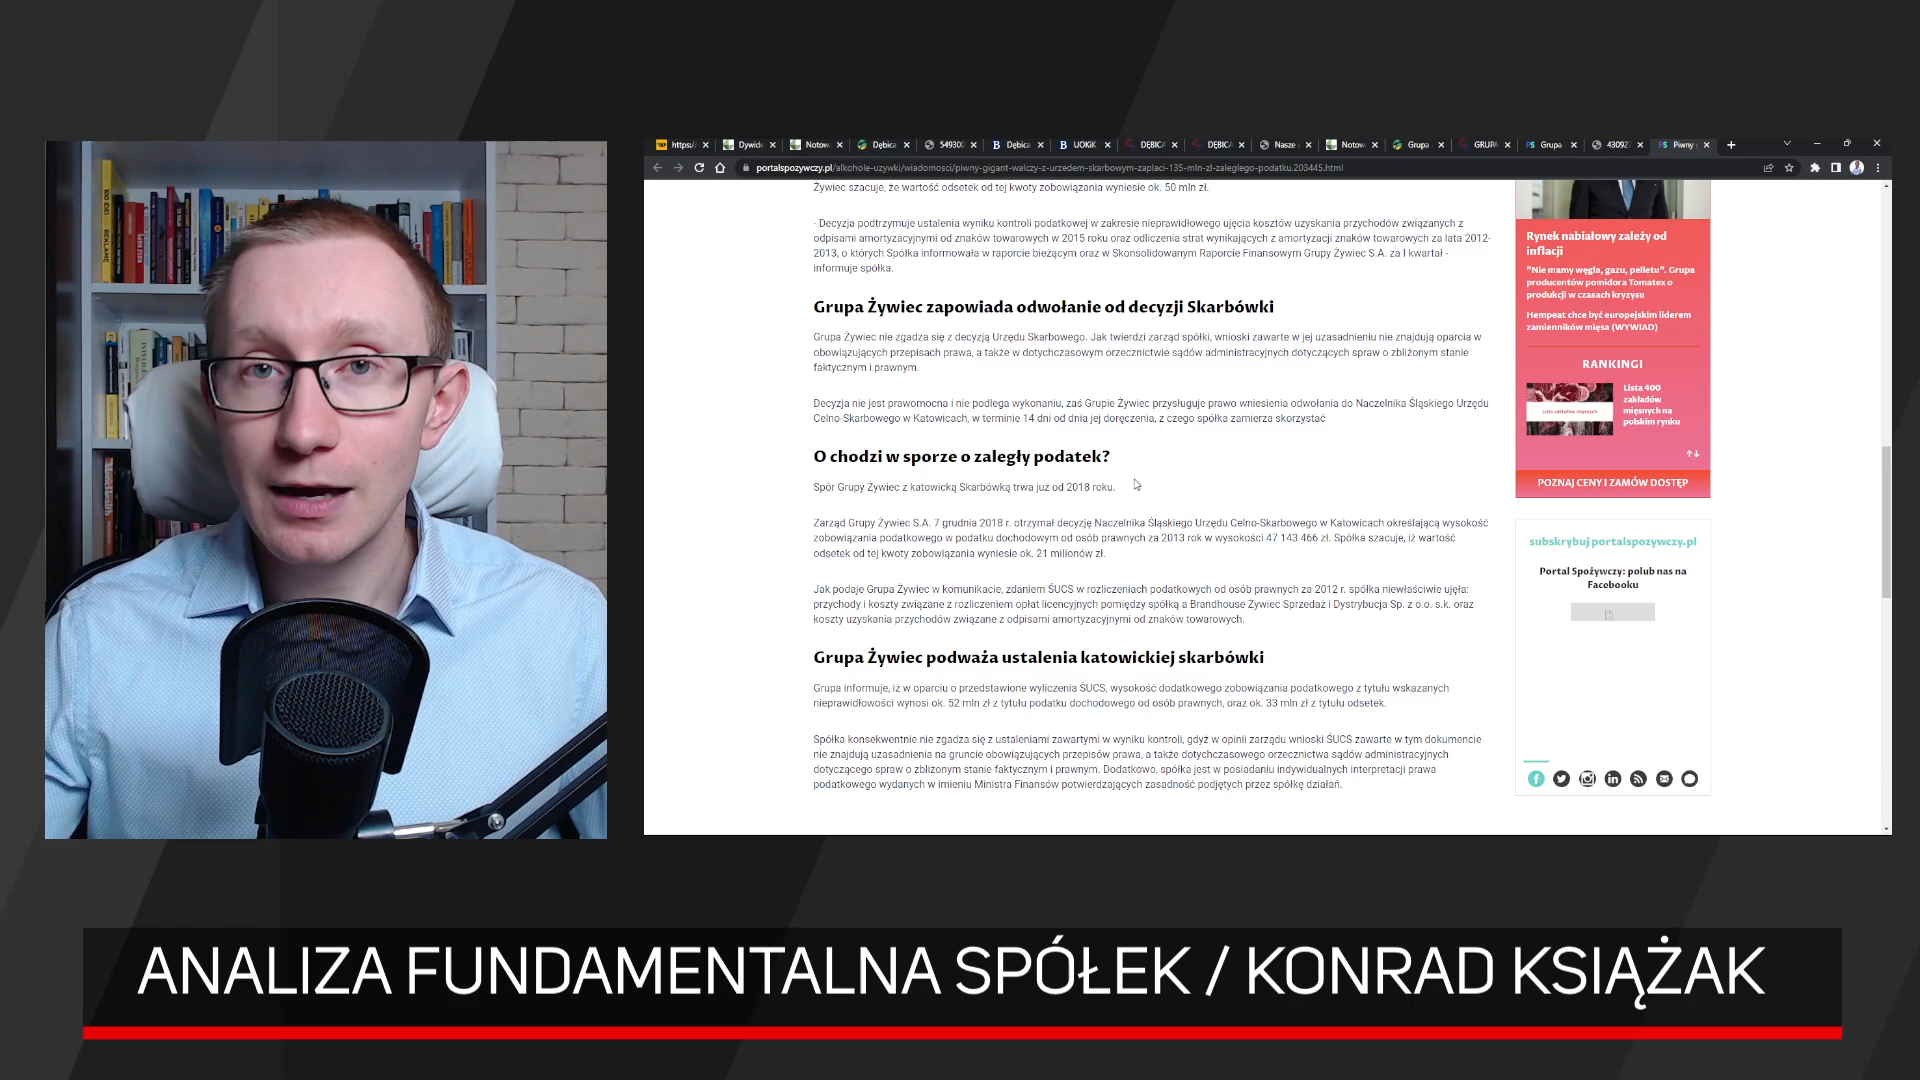 https:/
Dywide
Notow
Dębica
549300
Dębica
UOKiK
DĘBICA
DĘBICA
Nasze
Notow
Grupa
GRUPA
Grupa
43092
Piwny
portalspozywczy.pl/alkohole-uzywki/wiadomosci/piwny-gigant-walczy-z-urzedem-skarbowym-zaplaci-135-mln-zl-zaleglego-podatku,203445.html
Żywiec szacuje, że wartość odsetek od tej kwoty zobowiązania wyniesie ok. 50 mln zł.
- Decyzja podtrzymuje ustalenia wyniku kontroli podatkowej w zakresie nieprawidłowego ujęcia kosztów uzyskania przychodów związanych z
odpisami amortyzacyjnymi od znaków towarowych w 2015 roku oraz odliczenia strat wynikających z amortyzacji znaków towarowych za lata 2012-
2013, o których Spółka informowała w raporcie bieżącym oraz w Skonsolidowanym Raporcie Finansowym Grupy Żywiec S.A. za I kwartał -
informuje spółka.
Grupa Żywiec zapowiada odwołanie od decyzji Skarbówki
Grupa Żywiec nie zgadza się z decyzją Urzędu Skarbowego. Jak twierdzi zarząd spółki, wnioski zawarte w jej uzasadnieniu nie znajdują oparcia w
obowiązujących przepisach prawa, a także w dotychczasowym orzecznictwie sądów administracyjnych dotyczących spraw o zbliżonym stanie
faktycznym i prawnym.
Decyzja nie jest prawomocna i nie podlega wykonaniu, zaś Grupie Żywiec przysługuje prawo wniesienia odwołania do Naczelnika Śląskiego Urzędu
Celno-Skarbowego w Katowicach, w terminie 14 dni od dnia jej doręczenia, z czego spółka zamierza skorzystać
O chodzi w sporze o zaległy podatek?
Spór Grupy Żywiec z katowicką Skarbówką trwa już od 2018 roku.
Zarząd Grupy Żywiec S.A. 7 grudnia 2018 r. otrzymał decyzję Naczelnika Śląskiego Urzędu Celno-Skarbowego w Katowicach określającą wysokość
zobowiązania podatkowego w podatku dochodowym od osób prawnych za 2013 rok w wysokości 47 143 466 zł. Spółka szacuje, iż wartość
odsetek od tej kwoty zobowiązania wyniesie ok. 21 milionów zł.
Jak podaje Grupa Żywiec w komunikacie, zdaniem ŚUCS w rozliczeniach podatkowych od osób prawnych za 2012 r. spółka niewłaściwie ujęła:
przychody i koszty związane z rozliczeniem opłat licencyjnych pomiędzy spółką a Brandhouse Żywiec Sprzedaż i Dystrybucja Sp. z o.o. s.k. oraz
koszty uzyskania przychodów związane z odpisami amortyzacyjnymi od znaków towarowych.
Grupa Żywiec podważa ustalenia katowickiej skarbówki
Grupa informuje, iż w oparciu o przedstawione wyliczenia ŚUCS, wysokość dodatkowego zobowiązania podatkowego z tytułu wskazanych
nieprawidłowości wynosi ok. 52 mln zł z tytułu podatku dochodowego od osób prawnych, oraz ok. 33 mln zł z tytułu odsetek.
Spółka konsekwentnie nie zgadza się z ustaleniami zawartymi w wyniku kontroli, gdyż w opinii zarządu wnioski ŚUCS zawarte w tym dokumencie
nie znajdują uzasadnienia na gruncie obowiązujących przepisów prawa, a także dotychczasowego orzecznictwa sądów administracyjnych
dotyczącego spraw o zbliżonym stanie faktycznym i prawnym. Dodatkowo, spółka jest w posiadaniu indywidualnych interpretacji prawa
podatkowego wydanych w imieniu Ministra Finansów potwierdzających zasadność podjętych przez spółkę działań.
Rynek nabiałowy zależy od
inflacji
"Nie mamy węgla, gazu, pelletu". Grupa
producentów pomidora Tomatex o
produkcji w czasach kryzysu
Hempeat chce być europejskim liderem
zamienników mięsa (WYWIAD)
RANKINGI
Lista zakładów mięsnych
Lista 400
zakładów
mięsnych na
polskim rynku
POZNAJ CENY I ZAMÓW DOSTĘP
subskrybuj portalspozywczy.pl
Portal Spożywczy: polub nas na
Facebooku
ANALIZA FUNDAMENTALNA SPÓŁEK / KONRAD KSIĄŻAK